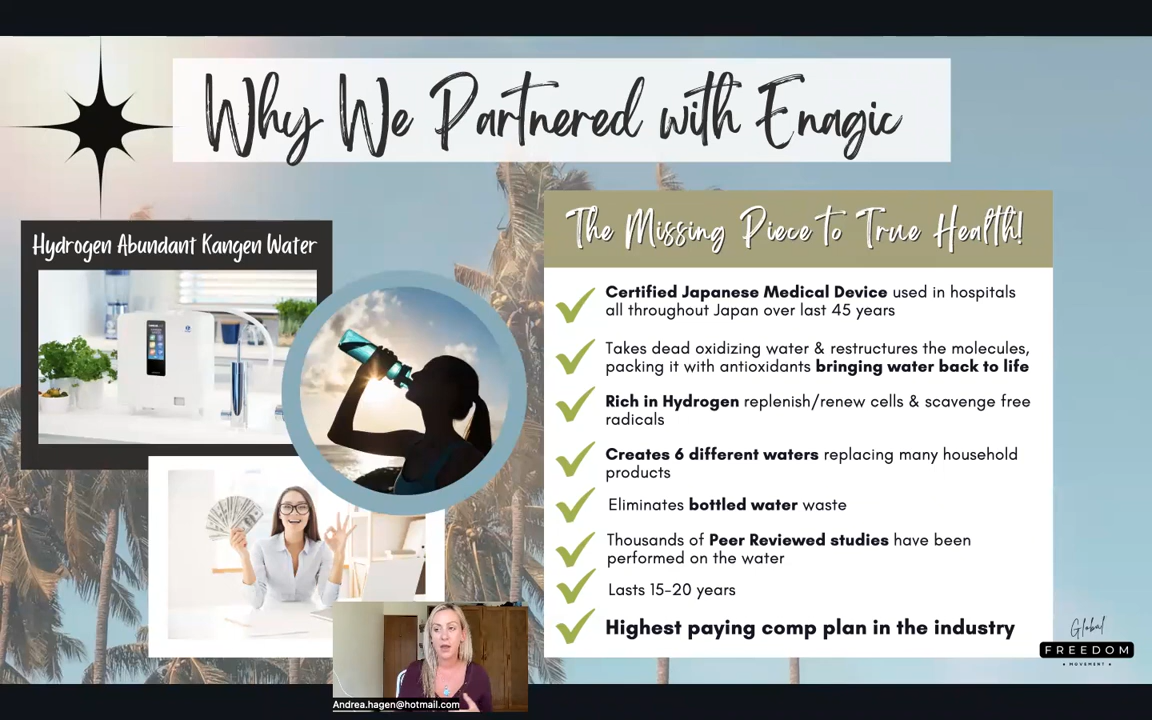 Why We Partnered with Enagic
Hydrogen Abundant Kangen Water
The Missing Piece to True Health!
Certified Japanese Medical Device used in hospitals
all throughout Japan over last 45 years
Takes dead oxidizing water & restructures the molecules,
packing it with antioxidants bringing water back to life
Rich in Hydrogen replenish/renew cells & scavenge free
radicals
Creates 6 different waters replacing many household
products
Eliminates bottled water waste
Thousands of Peer Reviewed studies have been
performed on the water
Lasts 15-20 years
Highest paying comp plan in the industry
Global
FREEDOM
• MOVEMENT •
Andrea.hagen@hotmail.com